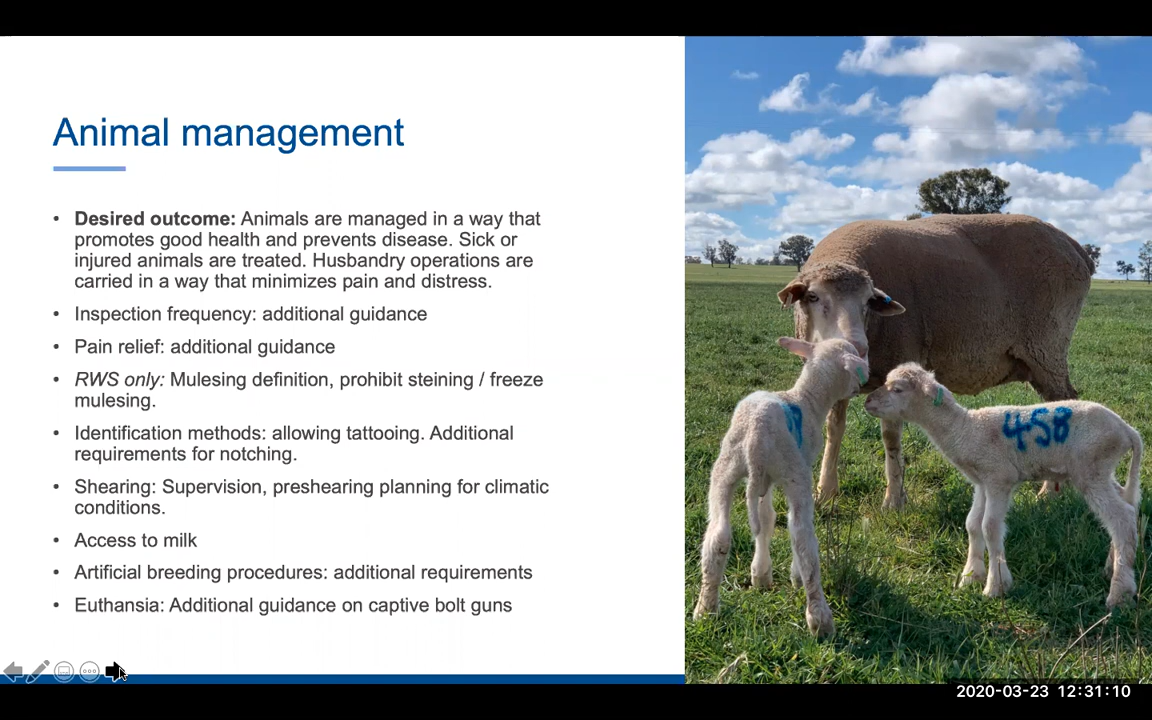 Animal management
• Desired outcome: Animals are managed in a way that
promotes good health and prevents disease. Sick or
injured animals are treated. Husbandry operations are
carried in a way that minimizes pain and distress.
• Inspection frequency: additional guidance
• Pain relief: additional guidance
• RWS only: Mulesing definition, prohibit steining / freeze
mulesing.
• Identification methods: allowing tattooing. Additional
requirements for notching.
• Shearing: Supervision, preshearing planning for climatic
conditions.
• Access to milk
• Artificial breeding procedures: additional requirements
• Euthansia: Additional guidance on captive bolt guns
458
2020-03-23 12:31:10